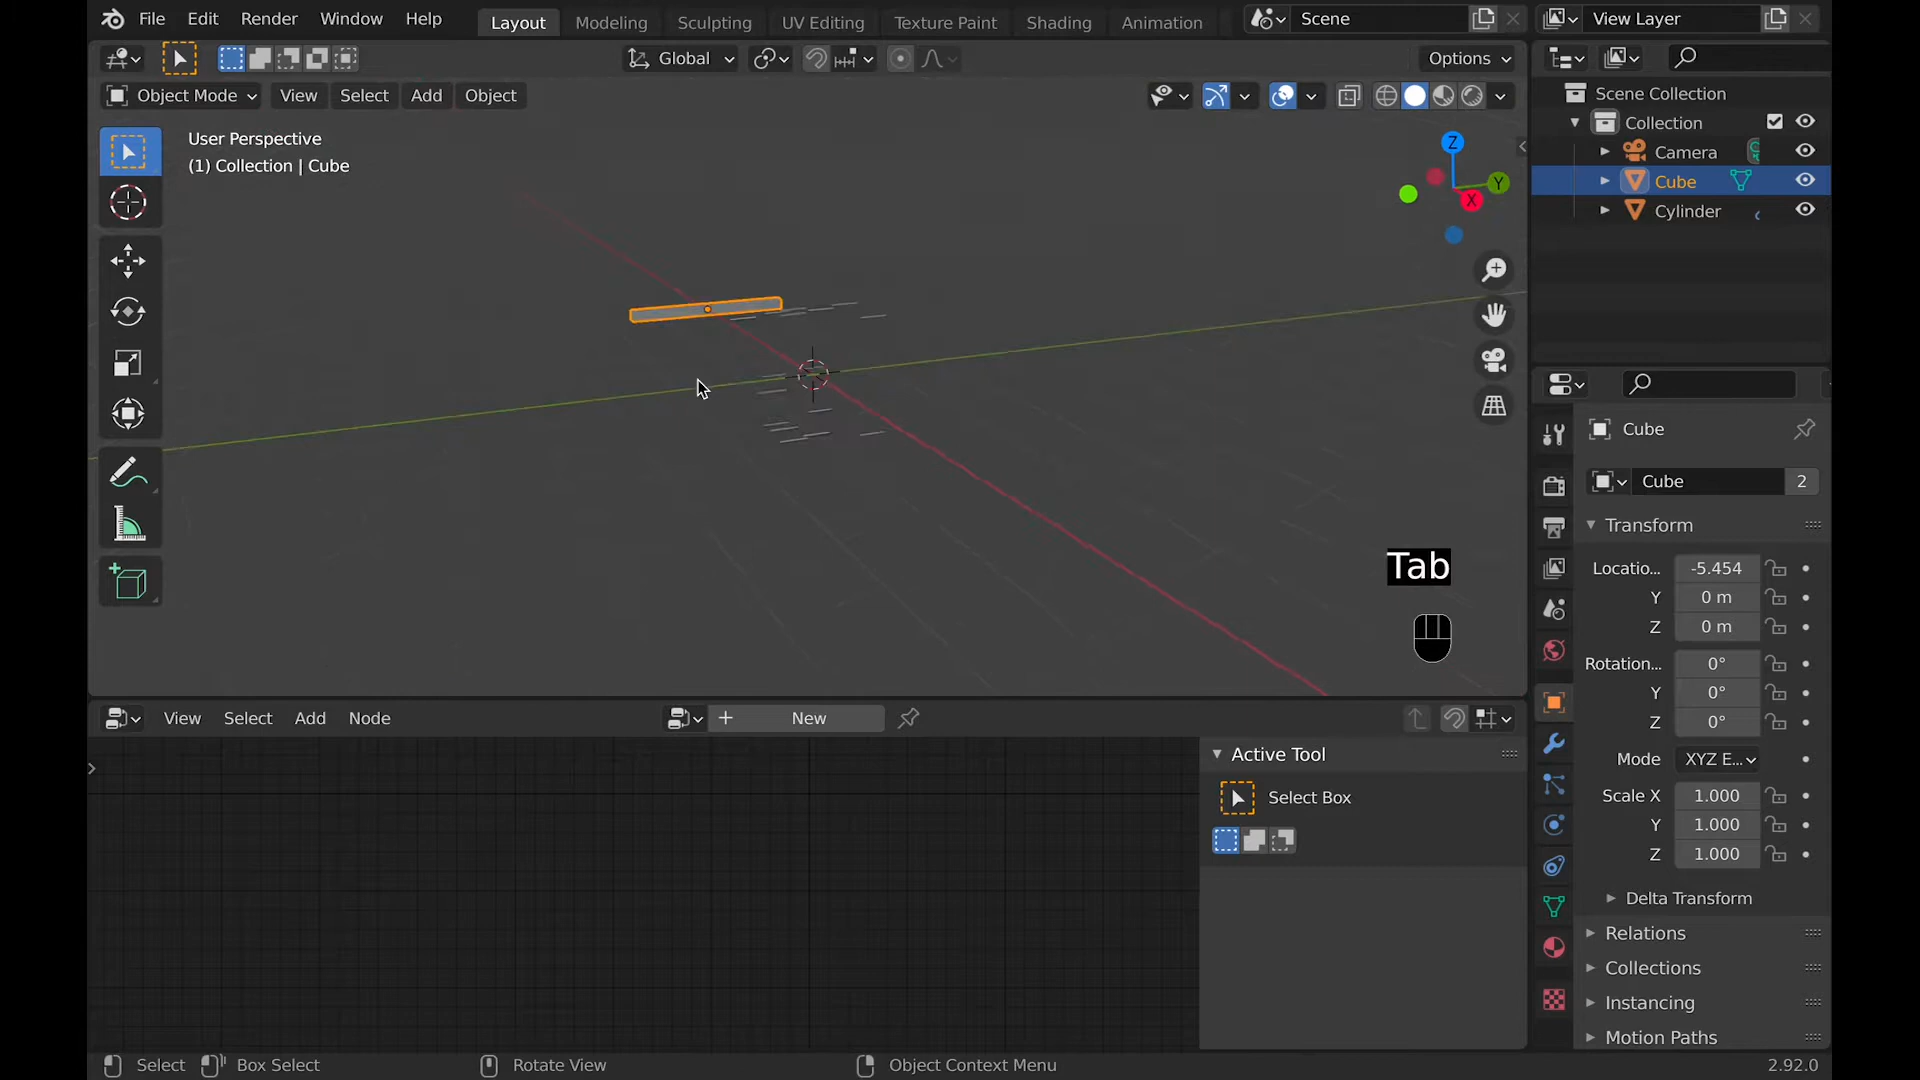 File Edit Render Window Help
Layout Modeling Sculpting UV Editing Texture Paint Shading Animation
Scene
View Layer
Global
Options
Object Mode View Select Add Object
User Perspective
(1) Collection | Cube
Z
Y
X
Scene Collection
Collection
Camera
Cube
Cylinder
Tab
Cube
Cube 2
Transform
Locatio... -5.454
Y 0 m
Z 0 m
Rotation... 0°
Y 0°
Z 0°
Mode XYZ E...
Scale X 1.000
Y 1.000
Z 1.000
Delta Transform
Relations
Collections
Instancing
Motion Paths
View Select Add Node
New
Active Tool
Select Box
Select Box Select Rotate View Object Context Menu 2.92.0